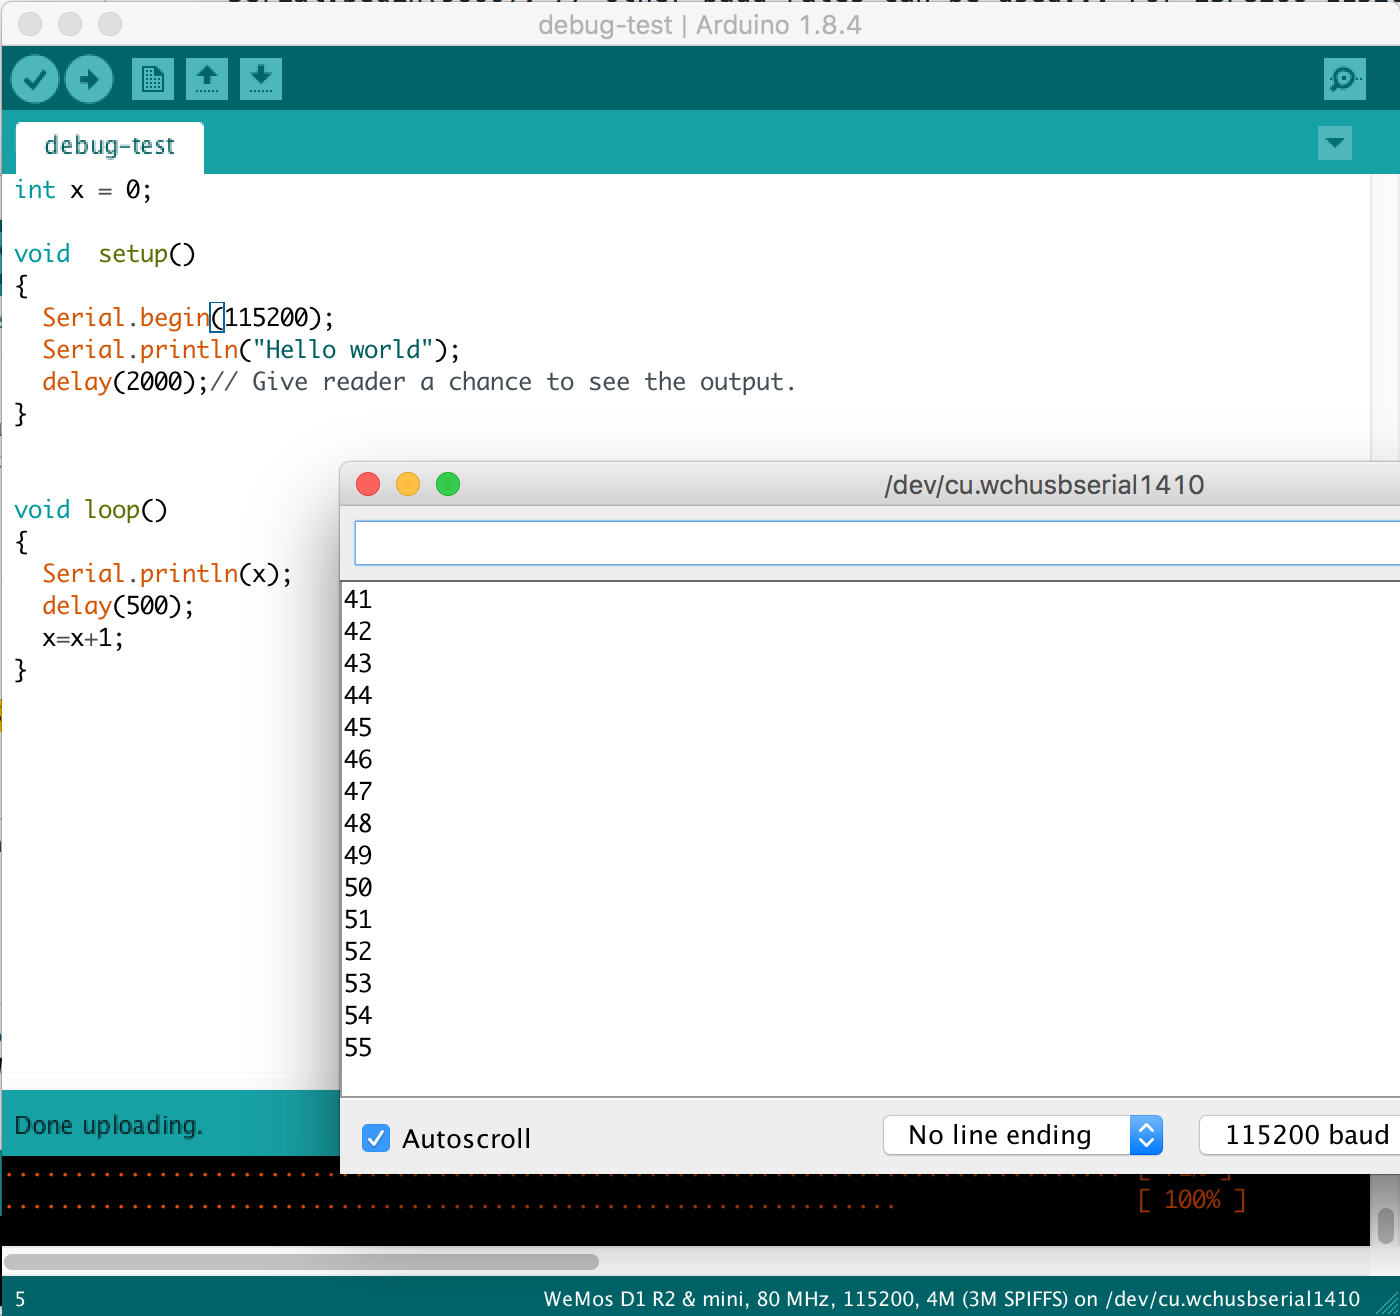 debug-test | Arduino 1.8.4
debug-test
int x = 0;
void  setup()
{
  Serial.begin(115200);
  Serial.println("Hello world");
  delay(2000);// Give reader a chance to see the output.
}
void loop()
{
  Serial.println(x);
  delay(500);
  x=x+1;
}
/dev/cu.wchusbserial1410
41
42
43
44
45
46
47
48
49
50
51
52
53
54
55
Autoscroll
No line ending
115200 baud
Done uploading.
................................................................ [ 100% ]
5
WeMos D1 R2 & mini, 80 MHz, 115200, 4M (3M SPIFFS) on /dev/cu.wchusbserial1410